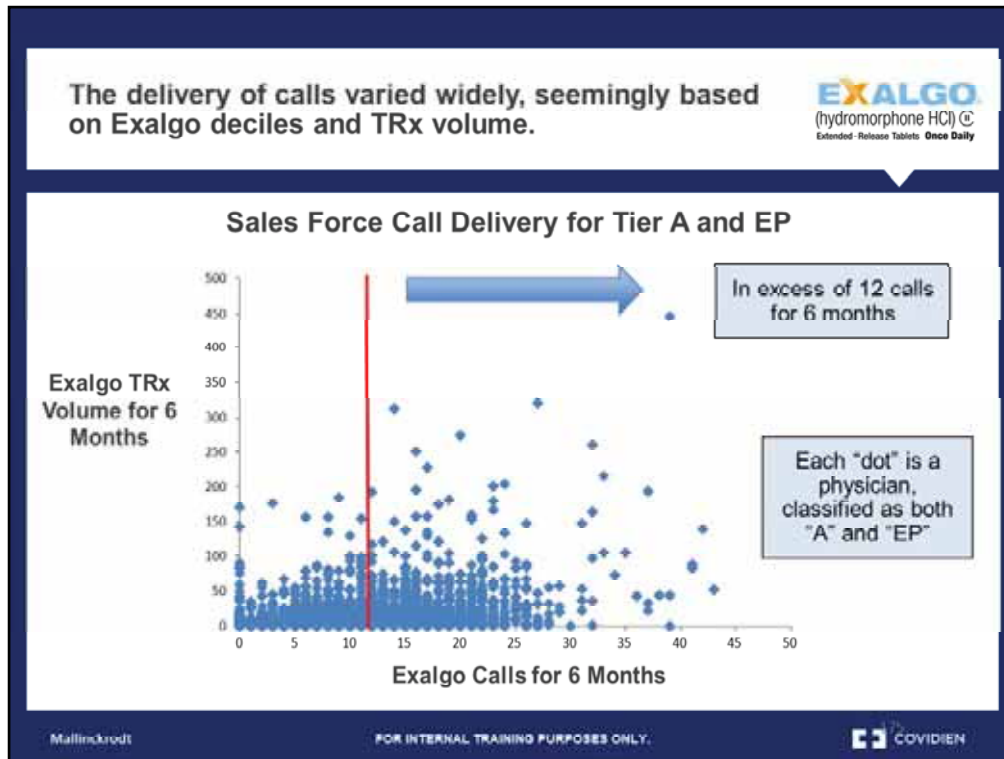 The delivery of calls varied widely, seemingly based
on Exalgo deciles and TRx volume.
EXALGO
(hydromorphone HCl) CII
Extended-Release Tablets Once Daily
Sales Force Call Delivery for Tier A and EP
In excess of 12 calls
for 6 months
Exalgo TRx
Volume for 6
Months
500
450
400
350
300
250
200
150
100
50
0
Each "dot" is a
physician,
classified as both
"A" and "EP"
0 5 10 15 20 25 30 35 40 45 50
Exalgo Calls for 6 Months
Mallinckrodt
FOR INTERNAL TRAINING PURPOSES ONLY.
COVIDIEN